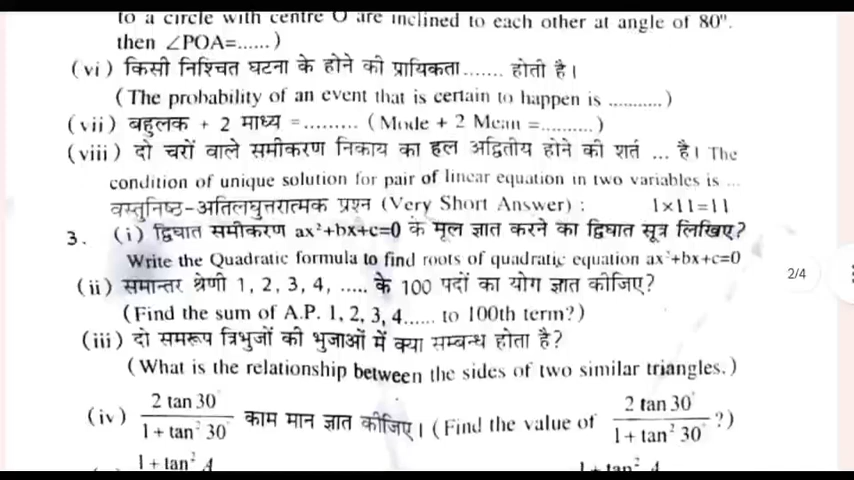 to a circle with centre O are inclined to each other at angle of 80°.
then ∠POA=......)
(vi) किसी निश्चित घटना के होने की प्रायिकता....... होती है।
(The probability of an event that is certain to happen is ...........)
(vii) बहुलक + 2 माध्य =......... (Mode + 2 Mean =..........)
(viii) दो चरों वाले समीकरण निकाय का हल अद्वितीय होने की शर्त ... है। The
condition of unique solution for pair of linear equation in two variables is ...
वस्तुनिष्ठ-अतिलघुत्तरात्मक प्रश्न (Very Short Answer) : 1×11=11
3. (i) द्विघात समीकरण ax²+bx+c=0 के मूल ज्ञात करने का द्विघात सूत्र लिखिए?
Write the Quadratic formula to find roots of quadratic equation ax²+bx+c=0
2/4
(ii) समान्तर श्रेणी 1, 2, 3, 4, ..... के 100 पदों का योग ज्ञात कीजिए?
(Find the sum of A.P. 1, 2, 3, 4...... to 100th term?)
(iii) दो समरूप त्रिभुजों की भुजाओं में क्या सम्बन्ध होता है?
(What is the relationship between the sides of two similar triangles.)
(iv) 2 tan 30° / 1 + tan² 30° काम मान ज्ञात कीजिए। (Find the value of 2 tan 30° / 1 + tan² 30° ?)
1 + tan² A 1 + tan² A